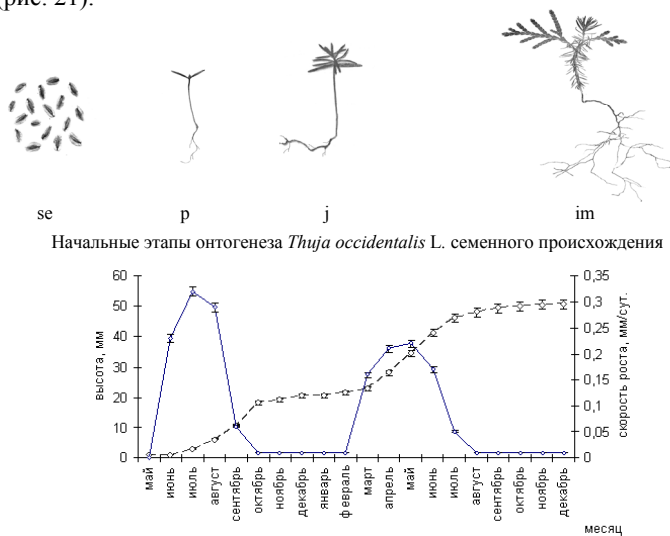 (рис. 21).
se p j im
Начальные этапы онтогенеза Thuja occidentalis L. семенного происхождения
60
50
40
30
20
10
0
высота, мм
0,35
0,3
0,25
0,2
0,15
0,1
0,05
0
скорость роста, мм/сут.
май
июнь
июль
август
сентябрь
октябрь
ноябрь
декабрь
январь
февраль
март
апрель
май
июнь
июль
август
сентябрь
октябрь
ноябрь
декабрь
месяц